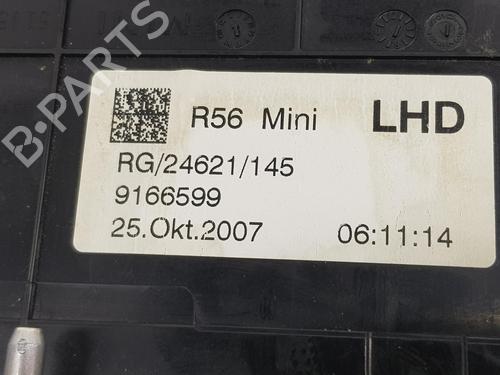 R56 Mini LHD
RG/24621/145
9166599
25.Okt.2007 06:11:14
B-PARTS